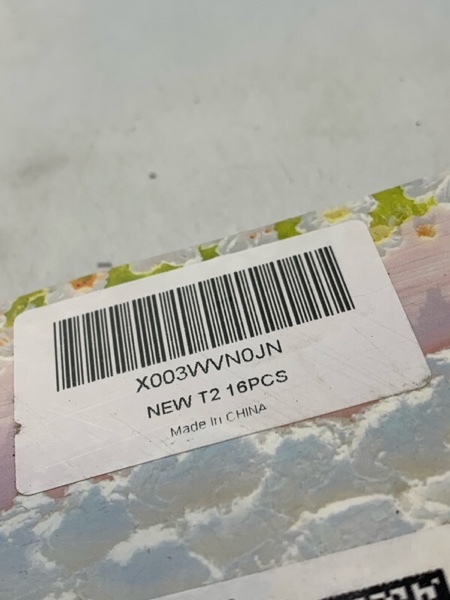 X003WVN0JN
NEW T2 16PCS
Made In CHINA